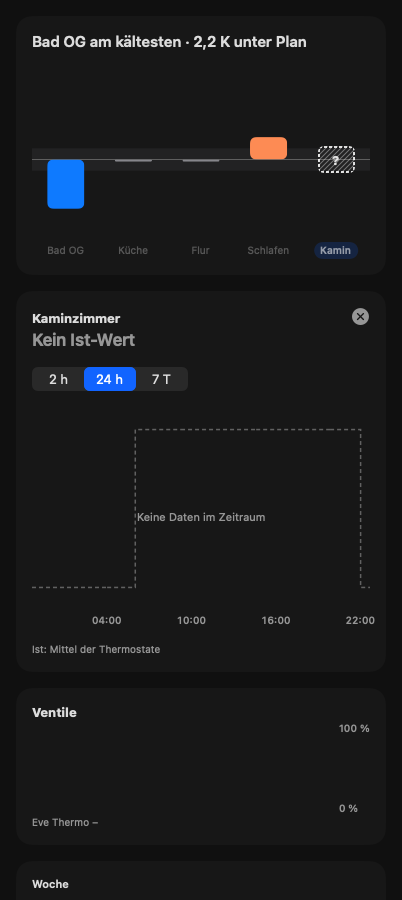 Bad OG am kältesten · 2,2 K unter Plan
?
Bad OG Küche Flur Schlafen Kamin
Kaminzimmer
Kein Ist-Wert
2 h 24 h 7 T
Keine Daten im Zeitraum
04:00 10:00 16:00 22:00
Ist: Mittel der Thermostate
Ventile
100 %
0 %
Eve Thermo –
Woche